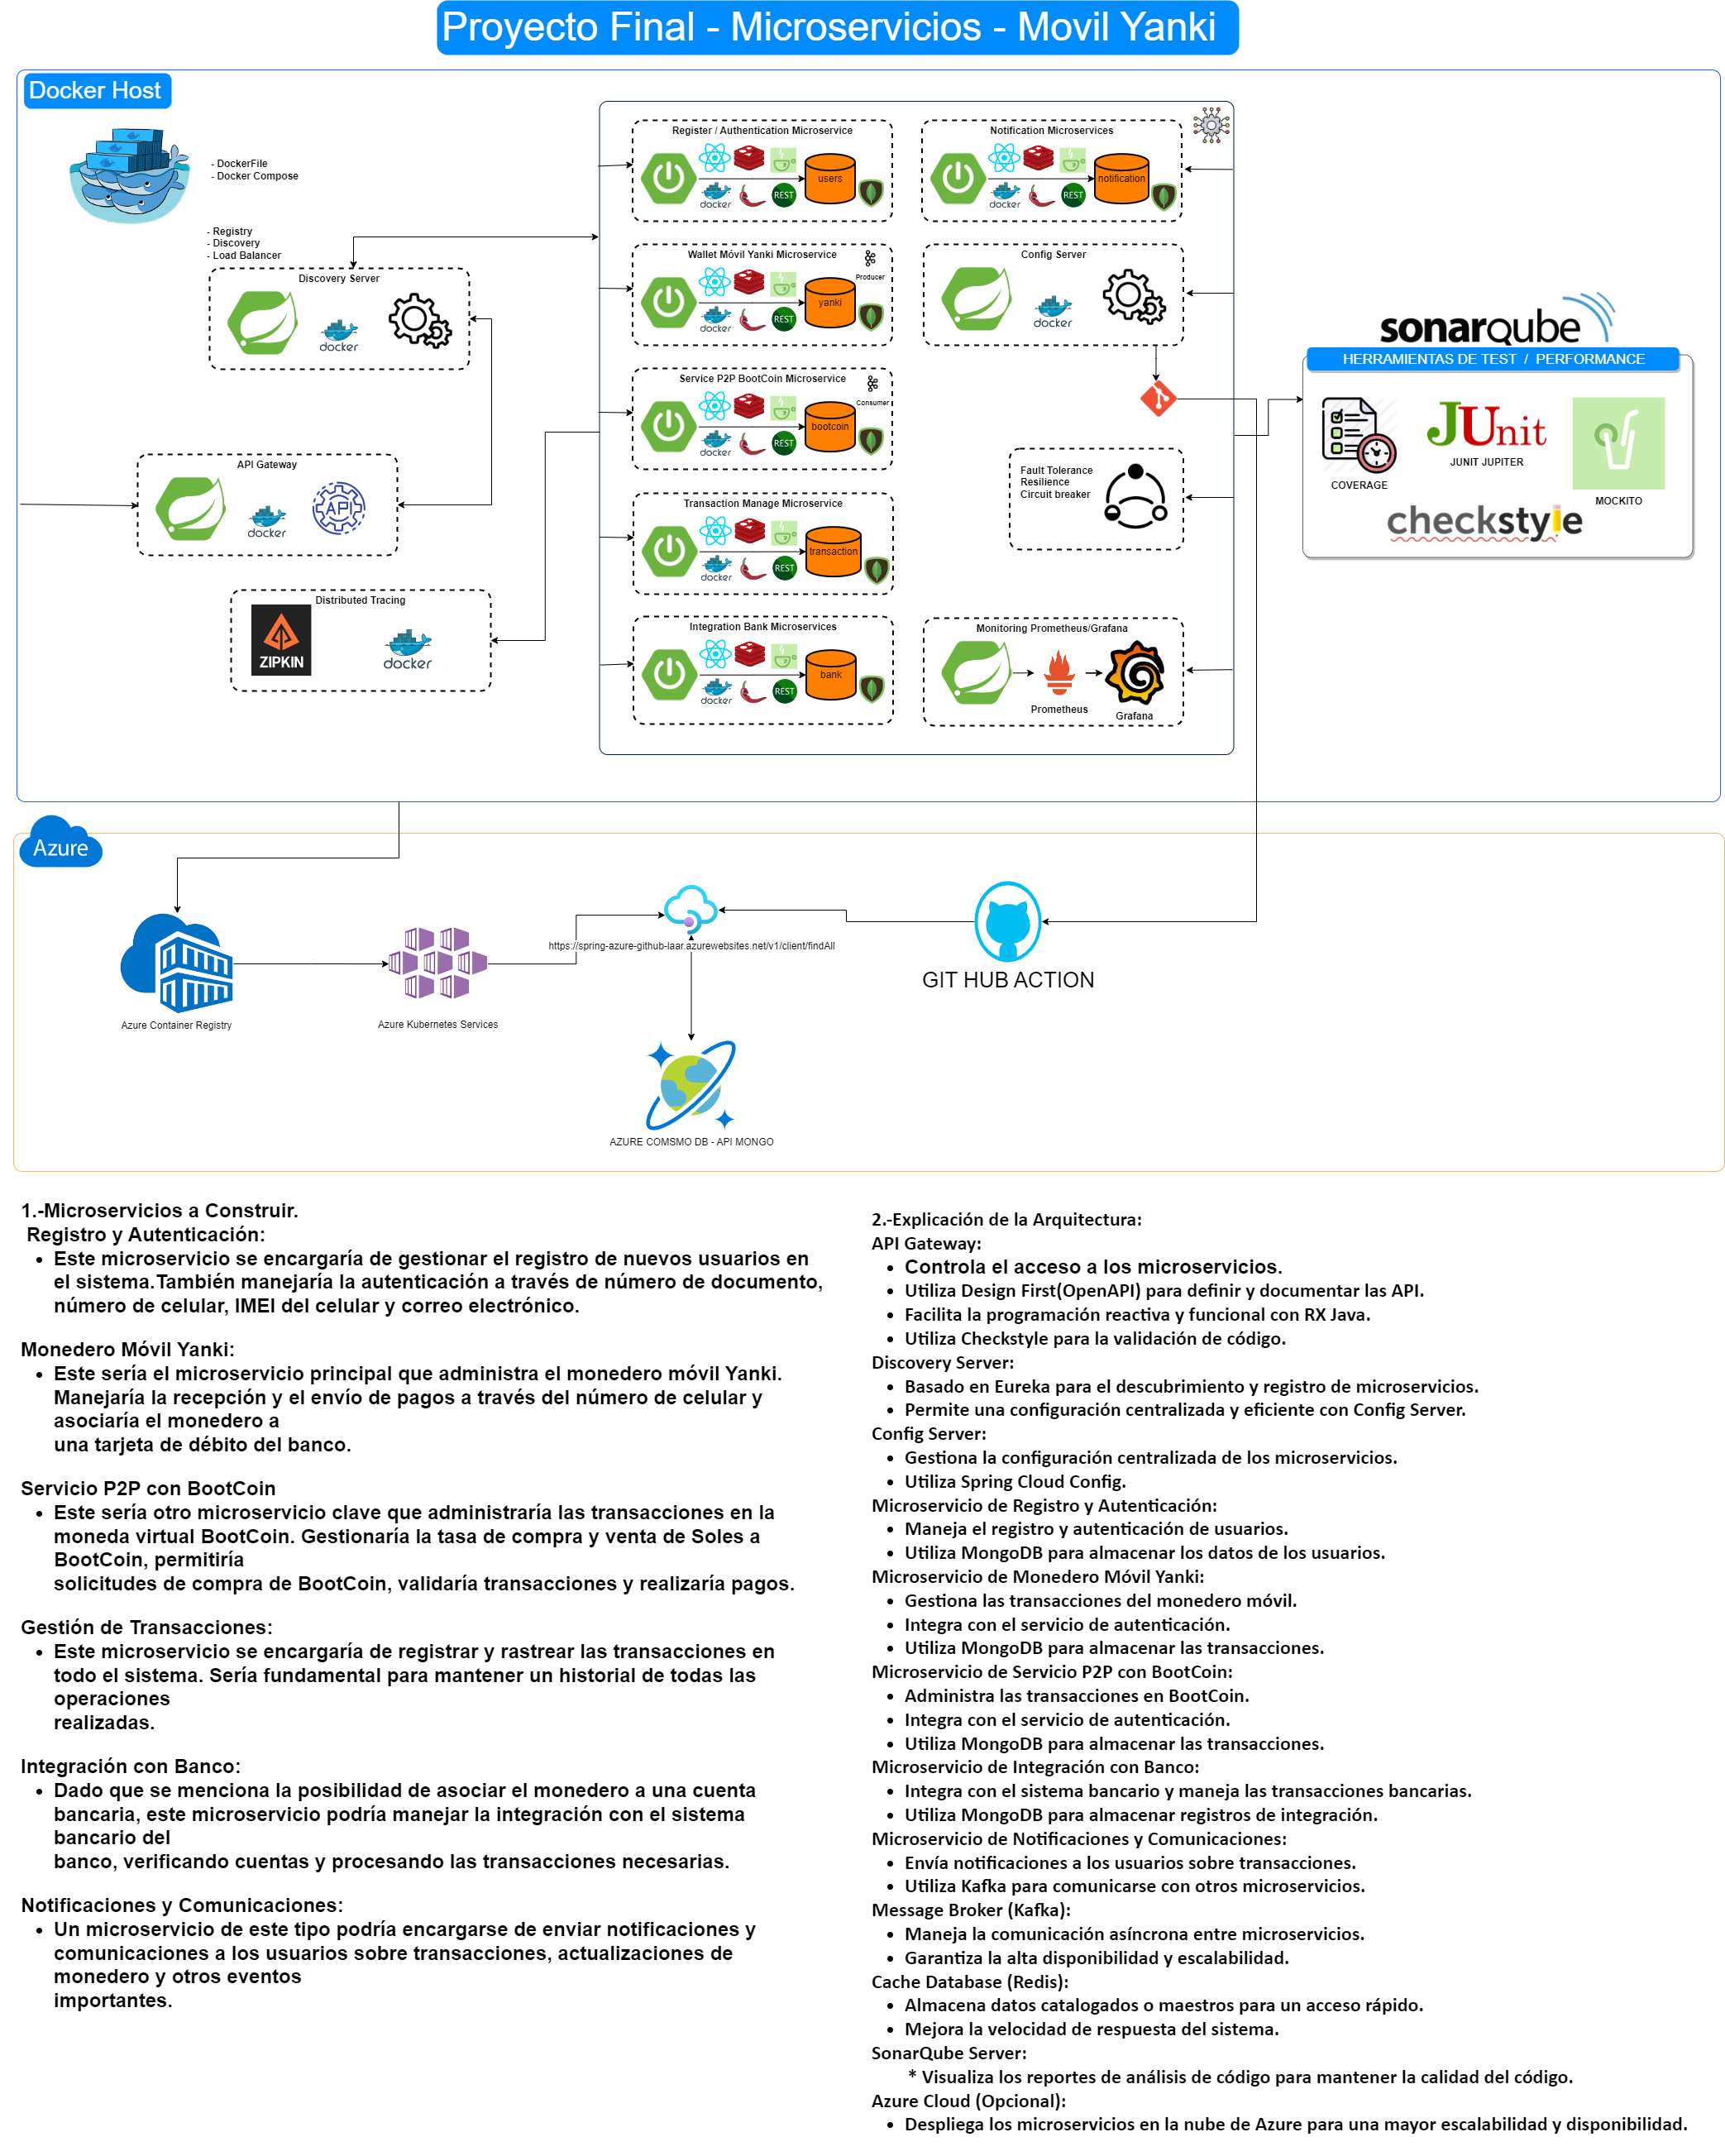 Proyecto Final - Microservicios - Movil Yanki
Docker Host
- DockerFile
- Docker Compose
- Registry
- Discovery
- Load Balancer
Discovery Server
docker
API Gateway
docker
API
Distributed Tracing
ZIPKIN
docker
Register / Authentication Microservice
users
docker
REST
Wallet Móvil Yanki Microservice
Producer
yanki
docker
REST
Service P2P BootCoin Microservice
Consumer
bootcoin
docker
REST
Transaction Manage Microservice
transaction
docker
REST
Integration Bank Microservices
bank
docker
REST
Notification Microservices
notification
docker
REST
Config Server
docker
Fault Tolerance
Resilience
Circuit breaker
Monitoring Prometheus/Grafana
Prometheus
Grafana
sonarqube
HERRAMIENTAS DE TEST / PERFORMANCE
COVERAGE
JUnit
JUNIT JUPITER
MOCKITO
checkstyle
Azure
Azure Container Registry
Azure Kubernetes Services
https://spring-azure-github-laar.azurewebsites.net/v1/client/findAll
GIT HUB ACTION
AZURE COMSMO DB - API MONGO
1.-Microservicios a Construir.
Registro y Autenticación:
• Este microservicio se encargaría de gestionar el registro de nuevos usuarios en
el sistema.También manejaría la autenticación a través de número de documento,
número de celular, IMEI del celular y correo electrónico.
Monedero Móvil Yanki:
• Este sería el microservicio principal que administra el monedero móvil Yanki.
Manejaría la recepción y el envío de pagos a través del número de celular y
asociaría el monedero a
una tarjeta de débito del banco.
Servicio P2P con BootCoin
• Este sería otro microservicio clave que administraría las transacciones en la
moneda virtual BootCoin. Gestionaría la tasa de compra y venta de Soles a
BootCoin, permitiría
solicitudes de compra de BootCoin, validaría transacciones y realizaría pagos.
Gestión de Transacciones:
• Este microservicio se encargaría de registrar y rastrear las transacciones en
todo el sistema. Sería fundamental para mantener un historial de todas las
operaciones
realizadas.
Integración con Banco:
• Dado que se menciona la posibilidad de asociar el monedero a una cuenta
bancaria, este microservicio podría manejar la integración con el sistema
bancario del
banco, verificando cuentas y procesando las transacciones necesarias.
Notificaciones y Comunicaciones:
• Un microservicio de este tipo podría encargarse de enviar notificaciones y
comunicaciones a los usuarios sobre transacciones, actualizaciones de
monedero y otros eventos
importantes.
2.-Explicación de la Arquitectura:
API Gateway:
• Controla el acceso a los microservicios.
• Utiliza Design First(OpenAPI) para definir y documentar las API.
• Facilita la programación reactiva y funcional con RX Java.
• Utiliza Checkstyle para la validación de código.
Discovery Server:
• Basado en Eureka para el descubrimiento y registro de microservicios.
• Permite una configuración centralizada y eficiente con Config Server.
Config Server:
• Gestiona la configuración centralizada de los microservicios.
• Utiliza Spring Cloud Config.
Microservicio de Registro y Autenticación:
• Maneja el registro y autenticación de usuarios.
• Utiliza MongoDB para almacenar los datos de los usuarios.
Microservicio de Monedero Móvil Yanki:
• Gestiona las transacciones del monedero móvil.
• Integra con el servicio de autenticación.
• Utiliza MongoDB para almacenar las transacciones.
Microservicio de Servicio P2P con BootCoin:
• Administra las transacciones en BootCoin.
• Integra con el servicio de autenticación.
• Utiliza MongoDB para almacenar las transacciones.
Microservicio de Integración con Banco:
• Integra con el sistema bancario y maneja las transacciones bancarias.
• Utiliza MongoDB para almacenar registros de integración.
Microservicio de Notificaciones y Comunicaciones:
• Envía notificaciones a los usuarios sobre transacciones.
• Utiliza Kafka para comunicarse con otros microservicios.
Message Broker (Kafka):
• Maneja la comunicación asíncrona entre microservicios.
• Garantiza la alta disponibilidad y escalabilidad.
Cache Database (Redis):
• Almacena datos catalogados o maestros para un acceso rápido.
• Mejora la velocidad de respuesta del sistema.
SonarQube Server:
* Visualiza los reportes de análisis de código para mantener la calidad del código.
Azure Cloud (Opcional):
• Despliega los microservicios en la nube de Azure para una mayor escalabilidad y disponibilidad.